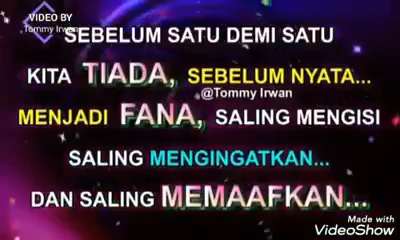 VIDEO BY
Tommy Irwan
SEBELUM SATU DEMI SATU
KITA TIADA, SEBELUM NYATA...
@Tommy Irwan
MENJADI FANA, SALING MENGISI
SALING MENGINGATKAN...
DAN SALING MEMAAFKAN...
Made with
VideoShow